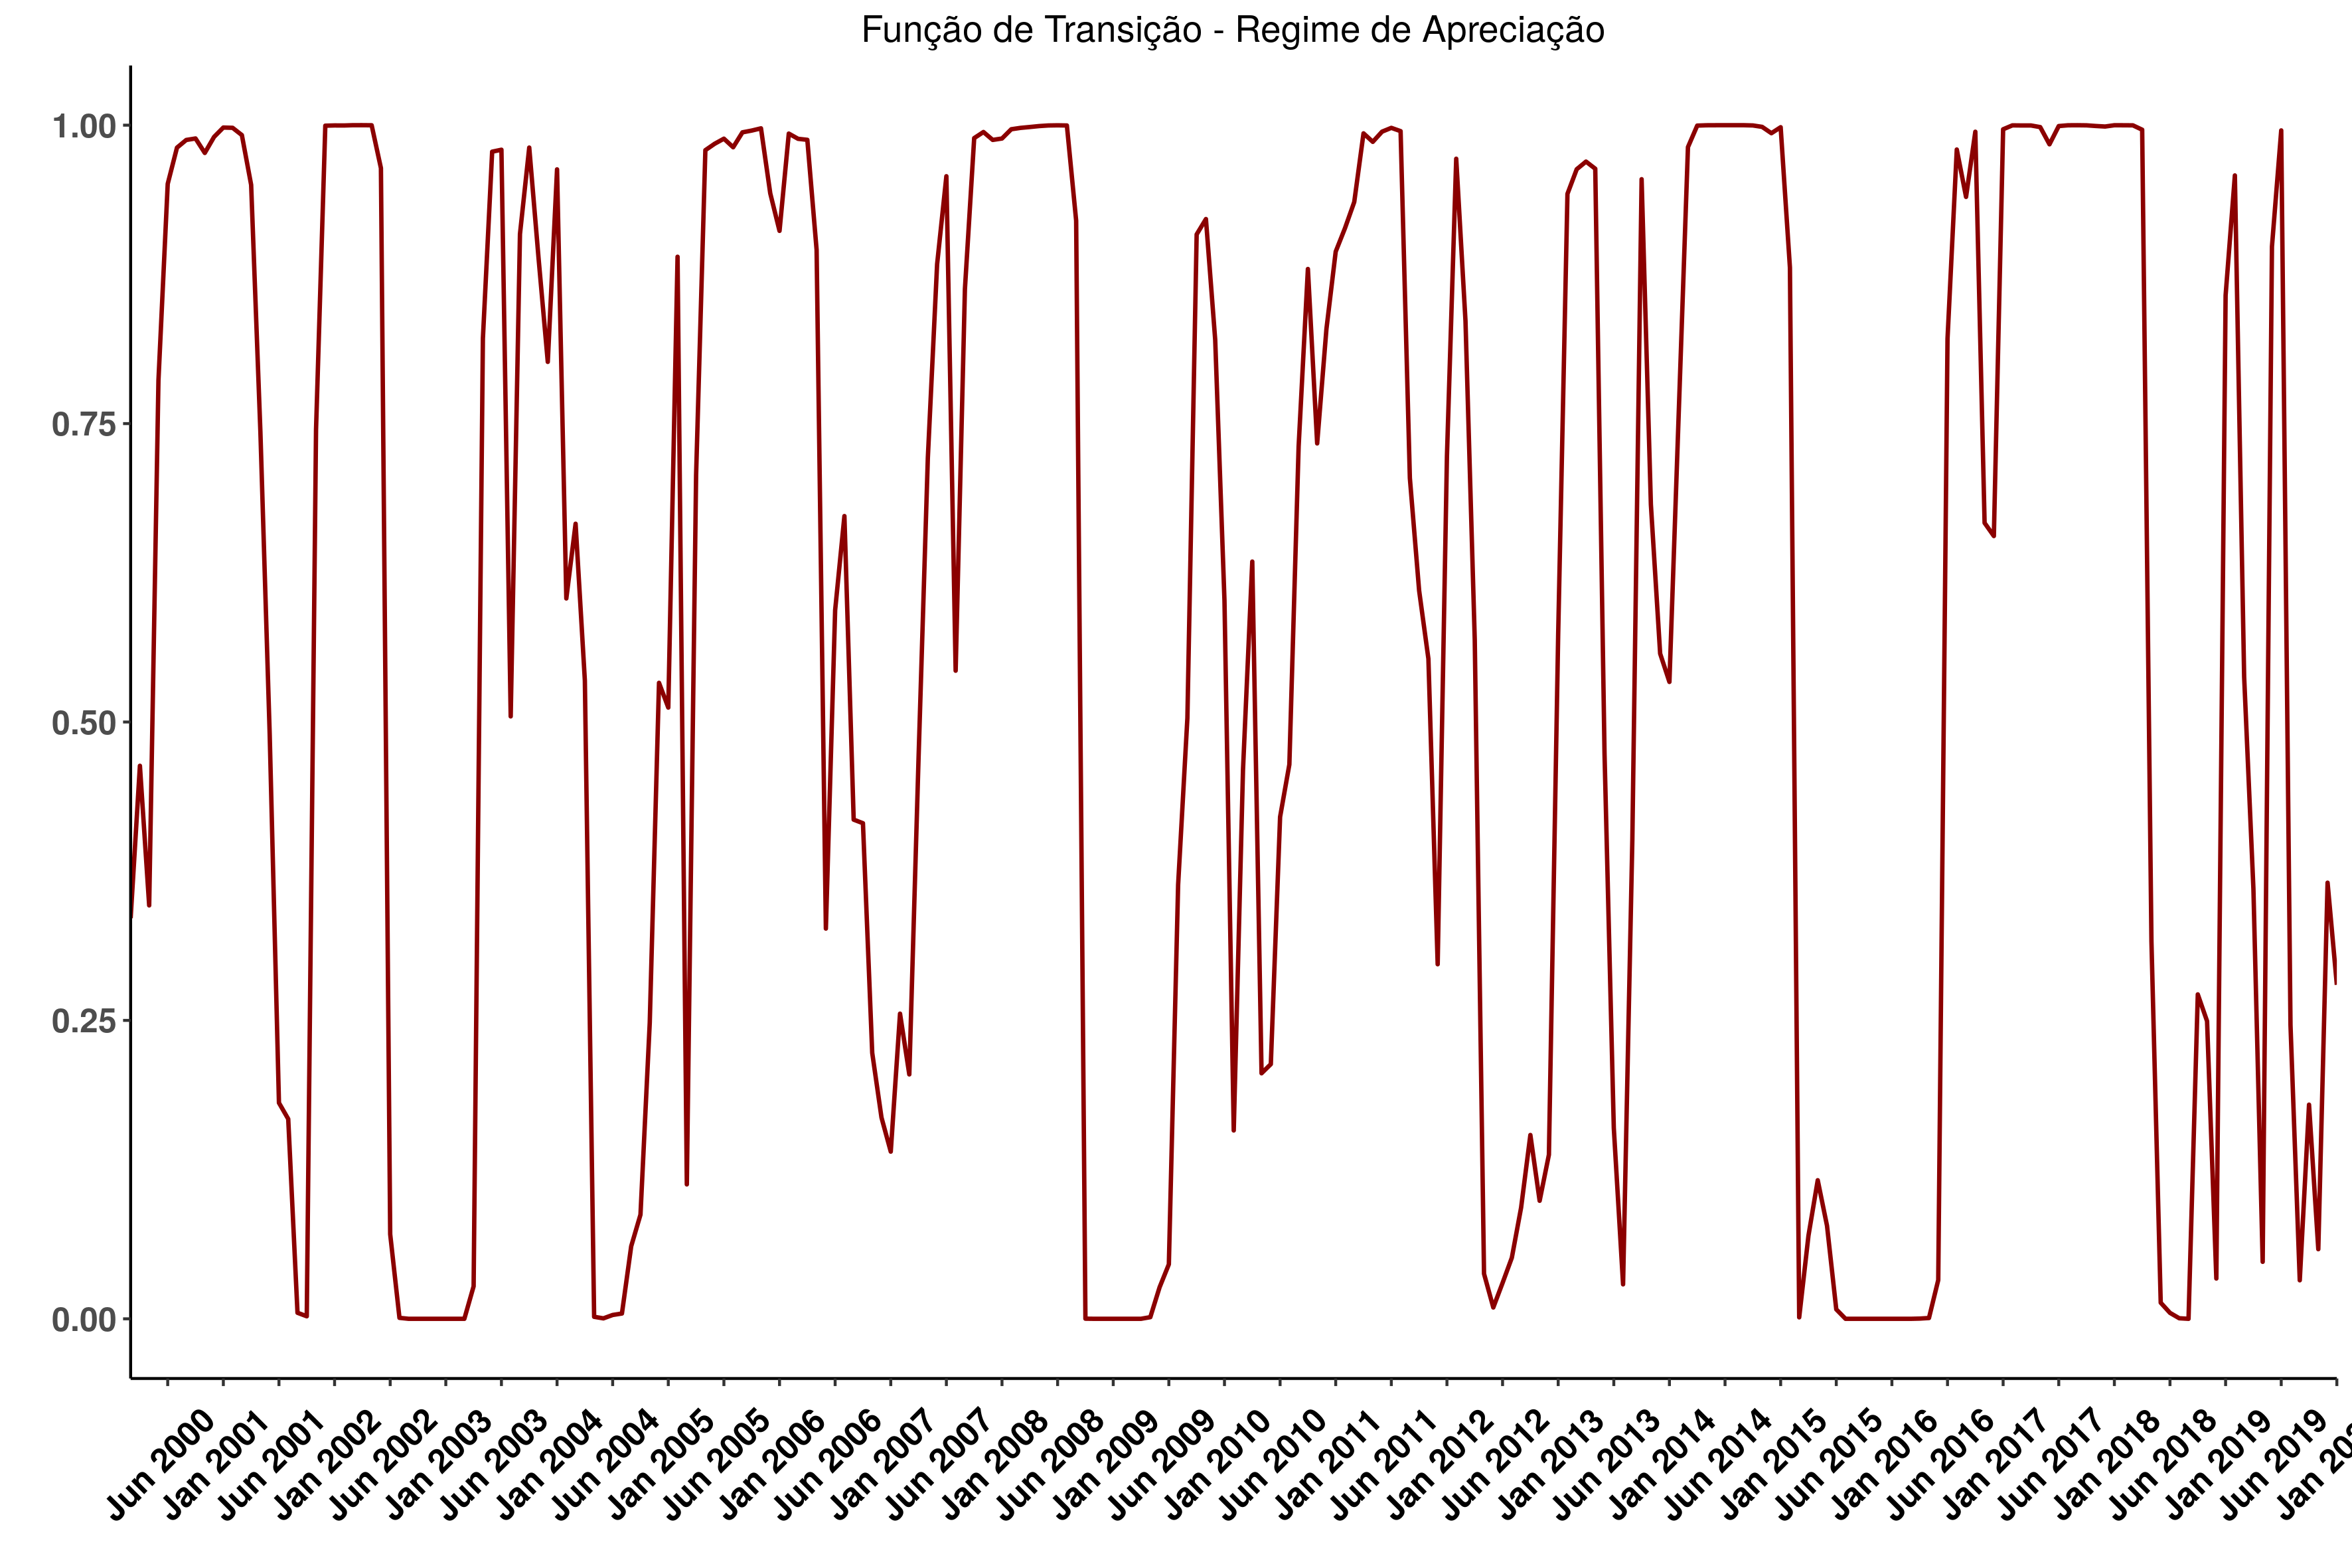 Função de Transição - Regime de Apreciação
1.00
0.75
0.50
0.25
0.00
Jun 2000
Jan 2001
Jun 2001
Jan 2002
Jun 2002
Jan 2003
Jun 2003
Jan 2004
Jun 2004
Jan 2005
Jun 2005
Jan 2006
Jun 2006
Jan 2007
Jun 2007
Jan 2008
Jun 2008
Jan 2009
Jun 2009
Jan 2010
Jun 2010
Jan 2011
Jun 2011
Jan 2012
Jun 2012
Jan 2013
Jun 2013
Jan 2014
Jun 2014
Jan 2015
Jun 2015
Jan 2016
Jun 2016
Jan 2017
Jun 2017
Jan 2018
Jun 2018
Jan 2019
Jun 2019
Jan